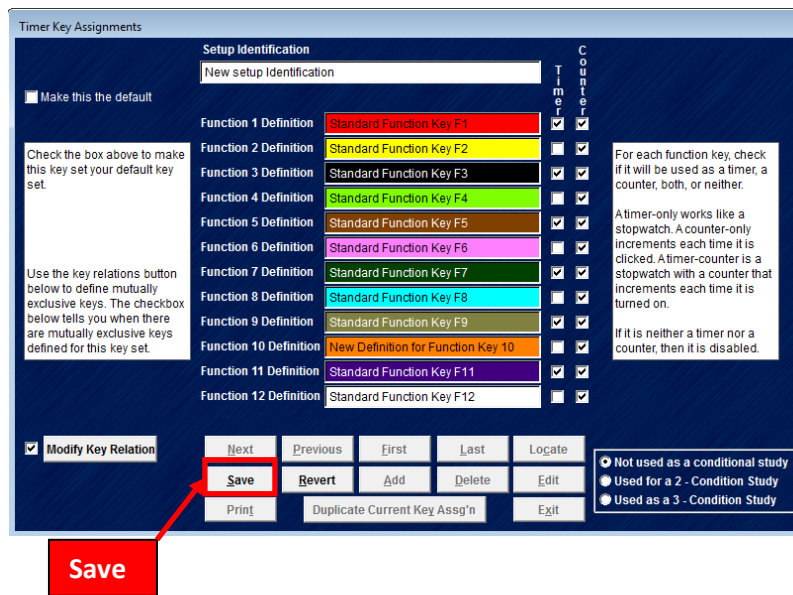 Timer Key Assignments
Setup Identification
New setup Identification
Timer
Counter
Make this the default
Function 1 Definition Standard Function Key F1
Function 2 Definition Standard Function Key F2
Function 3 Definition Standard Function Key F3
Function 4 Definition Standard Function Key F4
Function 5 Definition Standard Function Key F5
Function 6 Definition Standard Function Key F6
Function 7 Definition Standard Function Key F7
Function 8 Definition Standard Function Key F8
Function 9 Definition Standard Function Key F9
Function 10 Definition New Definition for Function Key 10
Function 11 Definition Standard Function Key F11
Function 12 Definition Standard Function Key F12
Check the box above to make
this key set your default key
set.
Use the key relations button
below to define mutually
exclusive keys. The checkbox
below tells you when there
are mutually exclusive keys
defined for this key set.
For each function key, check
if it will be used as a timer, a
counter, both, or neither.
A timer-only works like a
stopwatch. A counter-only
increments each time it is
clicked. A timer-counter is a
stopwatch with a counter that
increments each time it is
turned on.
If it is neither a timer nor a
counter, then it is disabled.
Modify Key Relation
Next Previous First Last Locate
Save Revert Add Delete Edit
Print Duplicate Current Key Assg'n Exit
Not used as a conditional study
Used for a 2 - Condition Study
Used as a 3 - Condition Study
Save